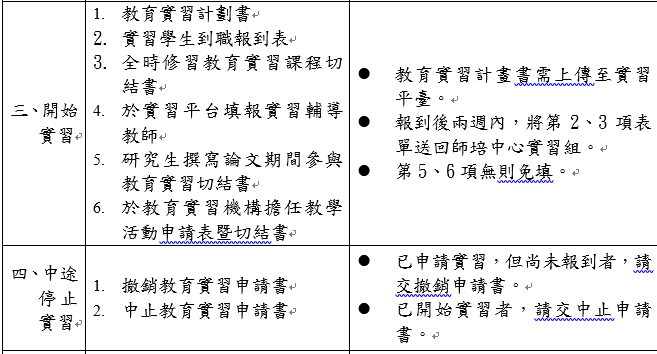 三、開始
實習
1. 教育實習計劃書
2. 實習學生到職報到表
3. 全時修習教育實習課程切
結書
4. 於實習平台填報實習輔導
教師
5. 研究生撰寫論文期間參與
教育實習切結書
6. 於教育實習機構擔任教學
活動申請表暨切結書
● 教育實習計畫書需上傳至實習
平臺。
● 報到後兩週內，將第 2、3 項表
單送回師培中心實習組。
● 第 5、6 項無則免填。
四、中途
停止
實習
1. 撤銷教育實習申請書
2. 中止教育實習申請書
● 已申請實習，但尚未報到者，請
交撤銷申請書。
● 已開始實習者，請交中止申請
書。